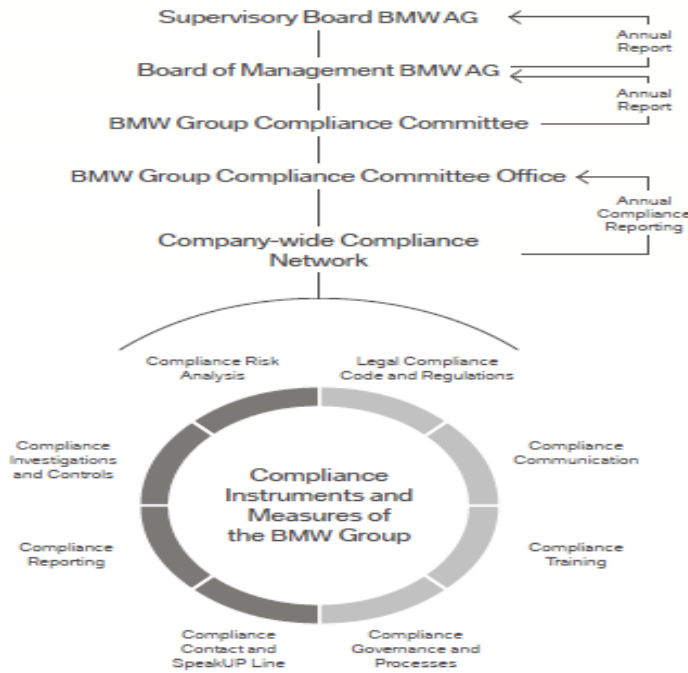 Supervisory Board BMW AG
Annual
Report
Board of Management BMW AG
Annual
Report
BMW Group Compliance Committee
BMW Group Compliance Committee Office
Annual
Compliance
Reporting
Company-wide Compliance
Network
Compliance Risk
Analysis
Legal Compliance
Code and Regulations
Compliance
Investigations
and Controls
Compliance
Communication
Compliance
Instruments and
Measures of
the BMW Group
Compliance
Reporting
Compliance
Training
Compliance
Contact and
SpeakUP Line
Compliance
Governance and
Processes